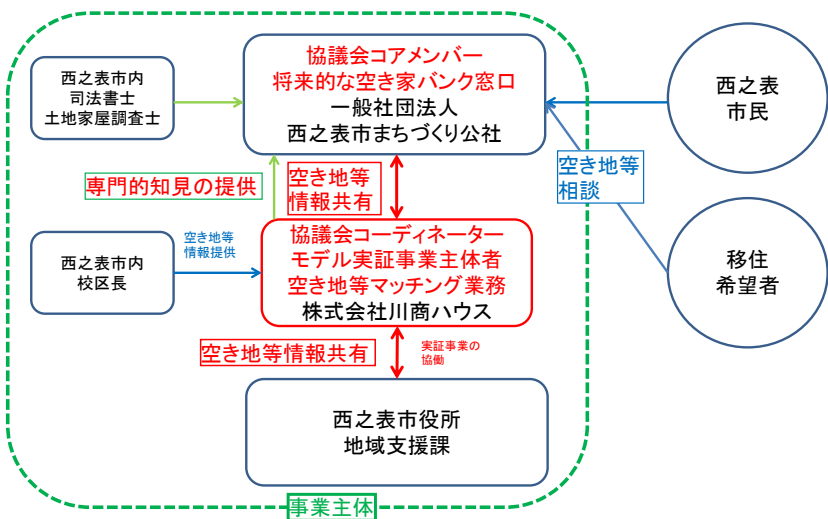 協議会コアメンバー
将来的な空き家バンク窓口
一般社団法人
西之表市まちづくり公社
西之表市内
司法書士
土地家屋調査士
西之表
市民
専門的知見の提供
空き地等
情報共有
空き地等
相談
西之表市内
校区長
空き地等
情報提供
協議会コーディネーター
モデル実証事業主体者
空き地等マッチング業務
株式会社川商ハウス
移住
希望者
空き地等情報共有
実証事業の
協働
西之表市役所
地域支援課
事業主体